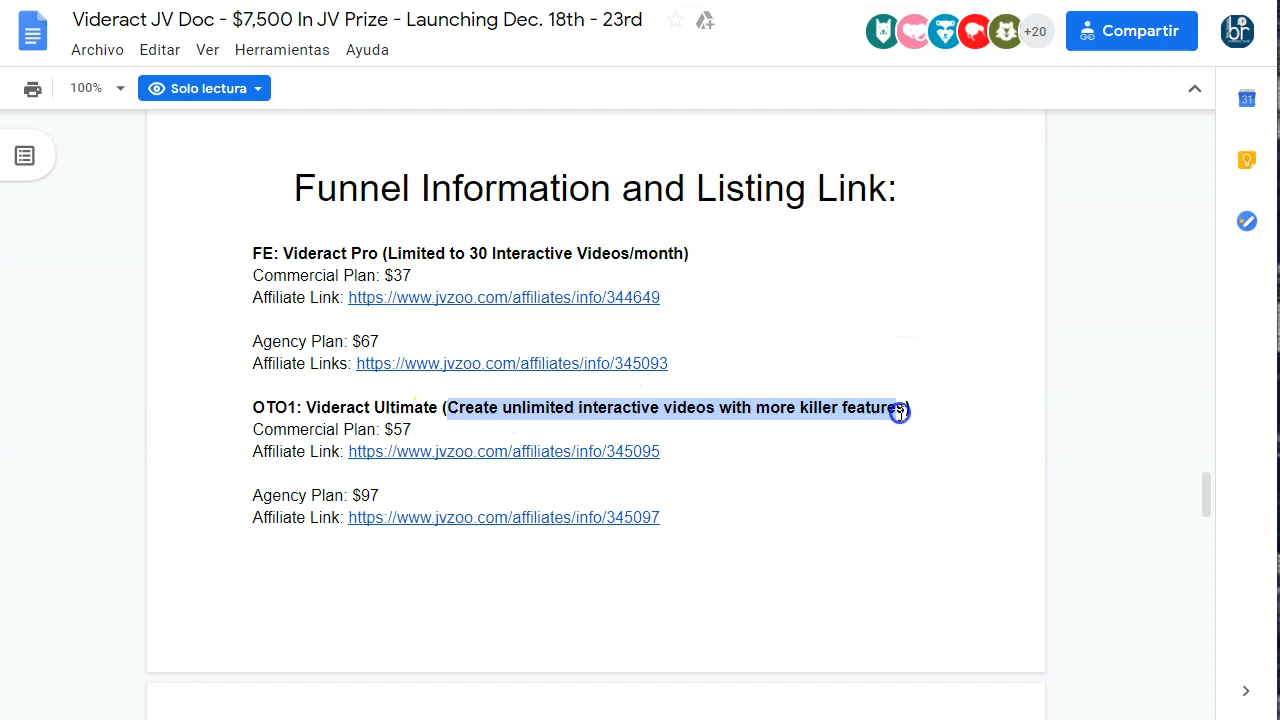 Videract JV Doc - $7,500 In JV Prize - Launching Dec. 18th - 23rd
Archivo Editar Ver Herramientas Ayuda
+20
Compartir
br
100% Solo lectura
31
Funnel Information and Listing Link:
FE: Videract Pro (Limited to 30 Interactive Videos/month)
Commercial Plan: $37
Affiliate Link: https://www.jvzoo.com/affiliates/info/344649
Agency Plan: $67
Affiliate Links: https://www.jvzoo.com/affiliates/info/345093
OTO1: Videract Ultimate (Create unlimited interactive videos with more killer features)
Commercial Plan: $57
Affiliate Link: https://www.jvzoo.com/affiliates/info/345095
Agency Plan: $97
Affiliate Link: https://www.jvzoo.com/affiliates/info/345097